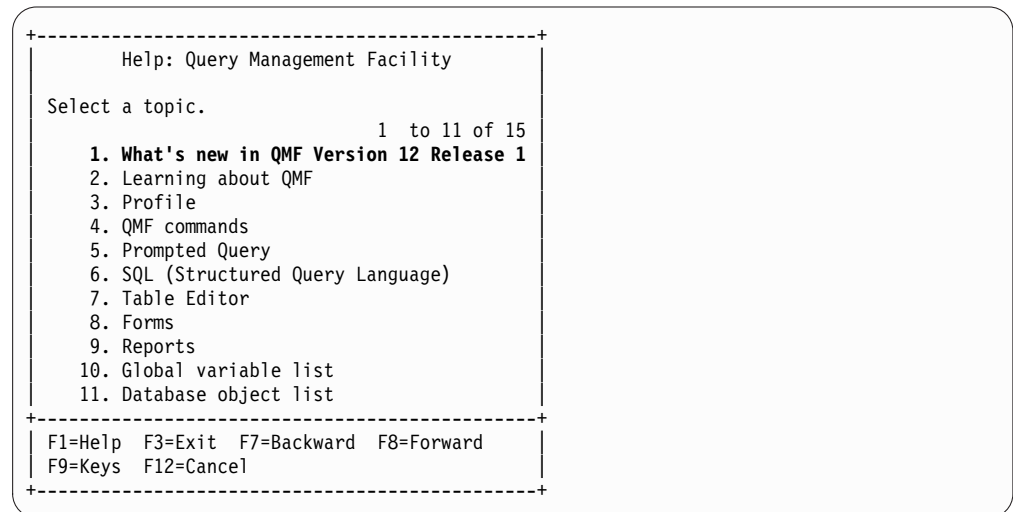 +-----------------------------------------------+
| Help: Query Management Facility |
| |
| Select a topic. |
| 1 to 11 of 15 |
| 1. What's new in QMF Version 12 Release 1 |
| 2. Learning about QMF |
| 3. Profile |
| 4. QMF commands |
| 5. Prompted Query |
| 6. SQL (Structured Query Language) |
| 7. Table Editor |
| 8. Forms |
| 9. Reports |
| 10. Global variable list |
| 11. Database object list |
+-----------------------------------------------+
| F1=Help F3=Exit F7=Backward F8=Forward |
| F9=Keys F12=Cancel |
+-----------------------------------------------+